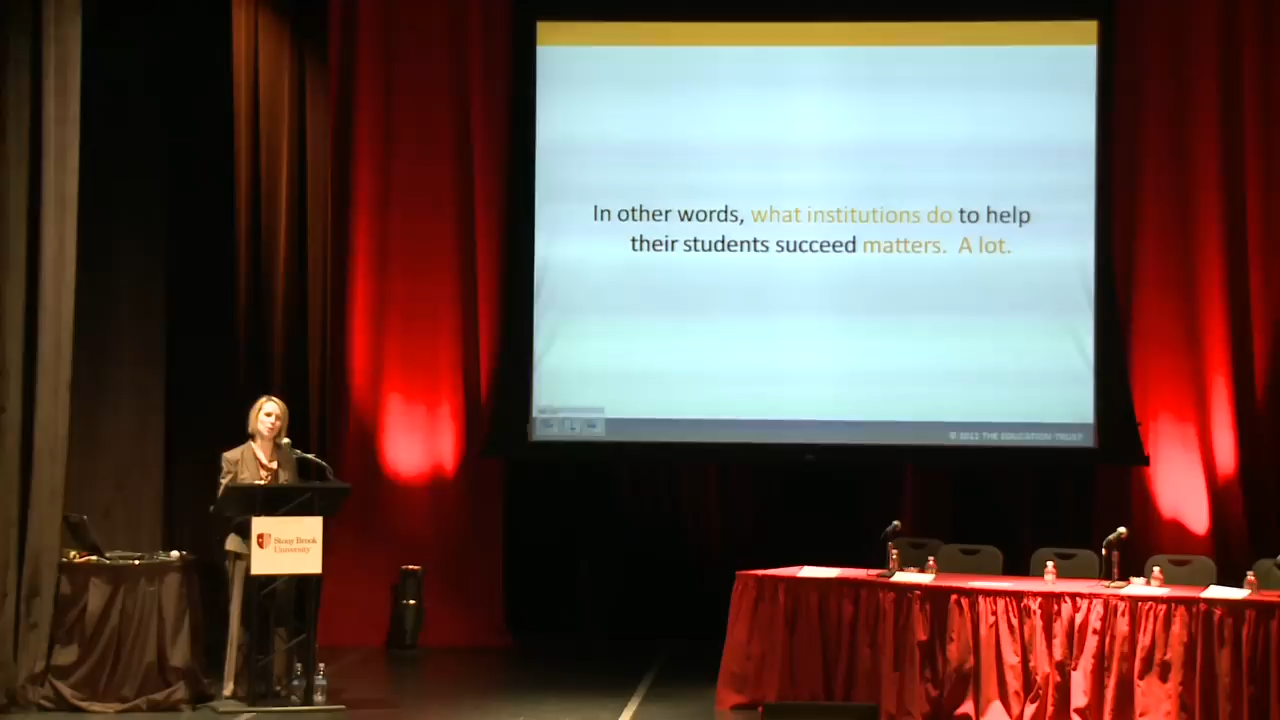 In other words, what institutions do to help
their students succeed matters.  A lot.
THE EDUCATION TRUST
Stony Brook
University